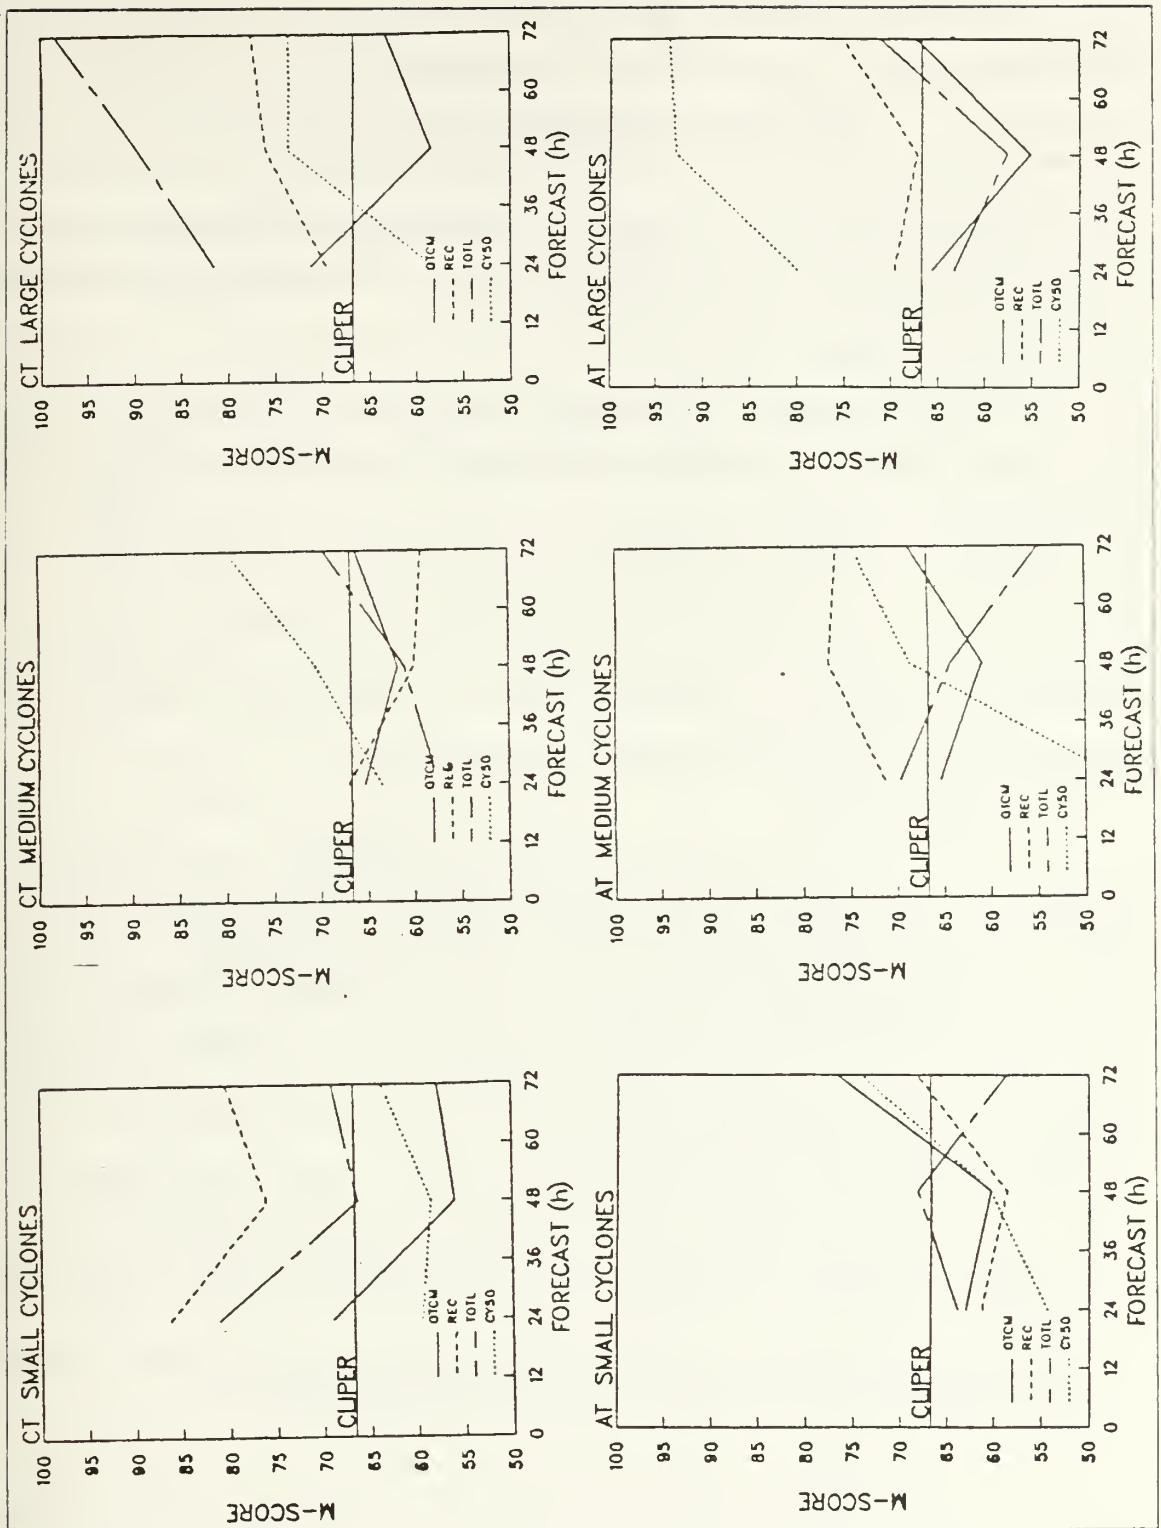 CT SMALL CYCLONES
100
95
90
85
80
75
70
65
60
55
50
M-SCORE
CLIPER
OTCM
REC
TOTL
CY50
0 12 24 36 48 60 72
FORECAST (h)
CT MEDIUM CYCLONES
100
95
90
85
80
75
70
65
60
55
50
M-SCORE
CLIPER
OTCM
TOTL
CY50
0 12 24 36 48 60 72
FORECAST (h)
CT LARGE CYCLONES
100
95
90
85
80
75
70
65
60
55
50
M-SCORE
CLIPER
OTCM
REC
TOTL
CY50
0 12 24 36 48 60 72
FORECAST (h)
AT SMALL CYCLONES
100
95
90
85
80
75
70
65
60
55
50
M-SCORE
CLIPER
OTCM
REC
TOTL
CY50
0 12 24 36 48 60 72
FORECAST (h)
AT MEDIUM CYCLONES
100
95
90
85
80
75
70
65
60
55
50
M-SCORE
CLIPER
OTCM
REC
TOTL
CY50
0 12 24 36 48 60 72
FORECAST (h)
AT LARGE CYCLONES
100
95
90
85
80
75
70
65
60
55
50
M-SCORE
CLIPER
OTCM
REC
TOTL
CY50
0 12 24 36 48 60 72
FORECAST (h)